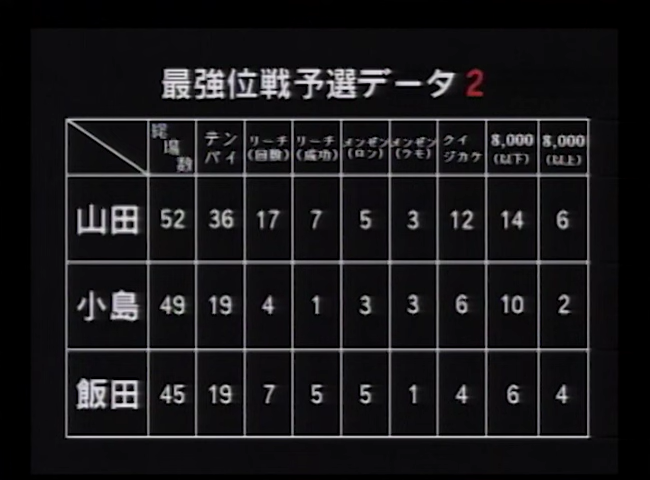 最強位戦予選データ2
総場数 テンパイ リーチ(回数) リーチ(成功) メンゼン(ロン) メンゼン(ツモ) クイジカケ 8,000(以下) 8,000(以上)
山田 52 36 17 7 5 3 12 14 6
小島 49 19 4 1 3 3 6 10 2
飯田 45 19 7 5 5 1 4 6 4